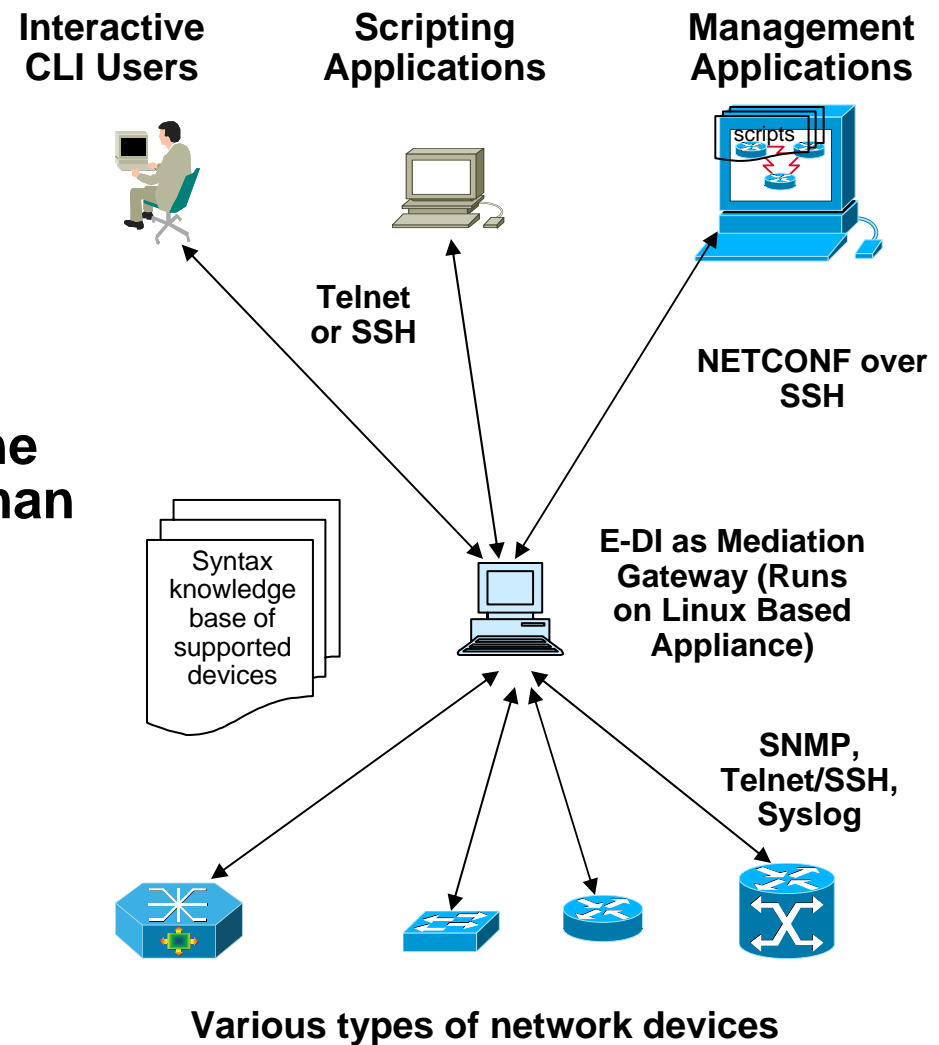 Interactive
CLI Users
Scripting
Applications
Management
Applications
scripts
Telnet
or SSH
NETCONF over
SSH
Syntax
knowledge
base of
supported
devices
E-DI as Mediation
Gateway (Runs
on Linux Based
Appliance)
SNMP,
Telnet/SSH,
Syslog
Various types of network devices